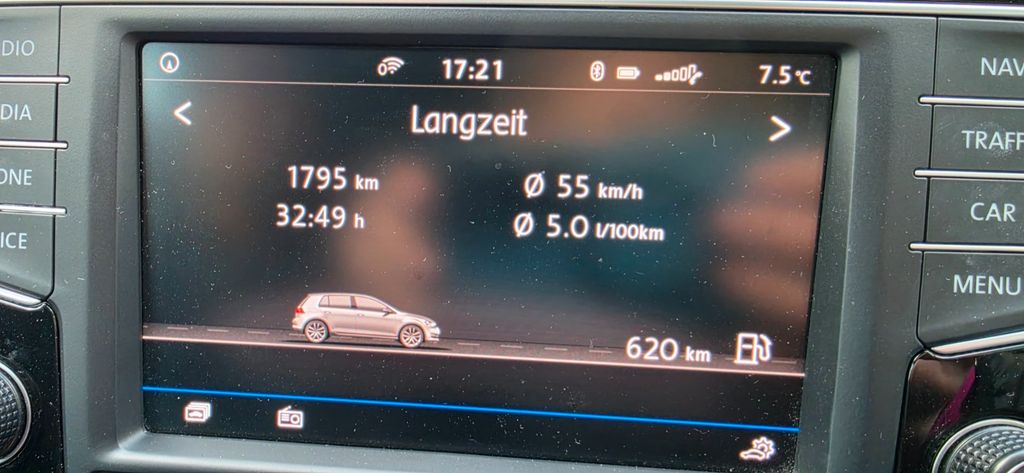 DIO
DIA
ONE
ICE
17:21
7.5°C
Langzeit
1795 km
Ø 55 km/h
32:49 h
Ø 5.0 l/100km
620 km
NAV
TRAFF
CAR
MENU